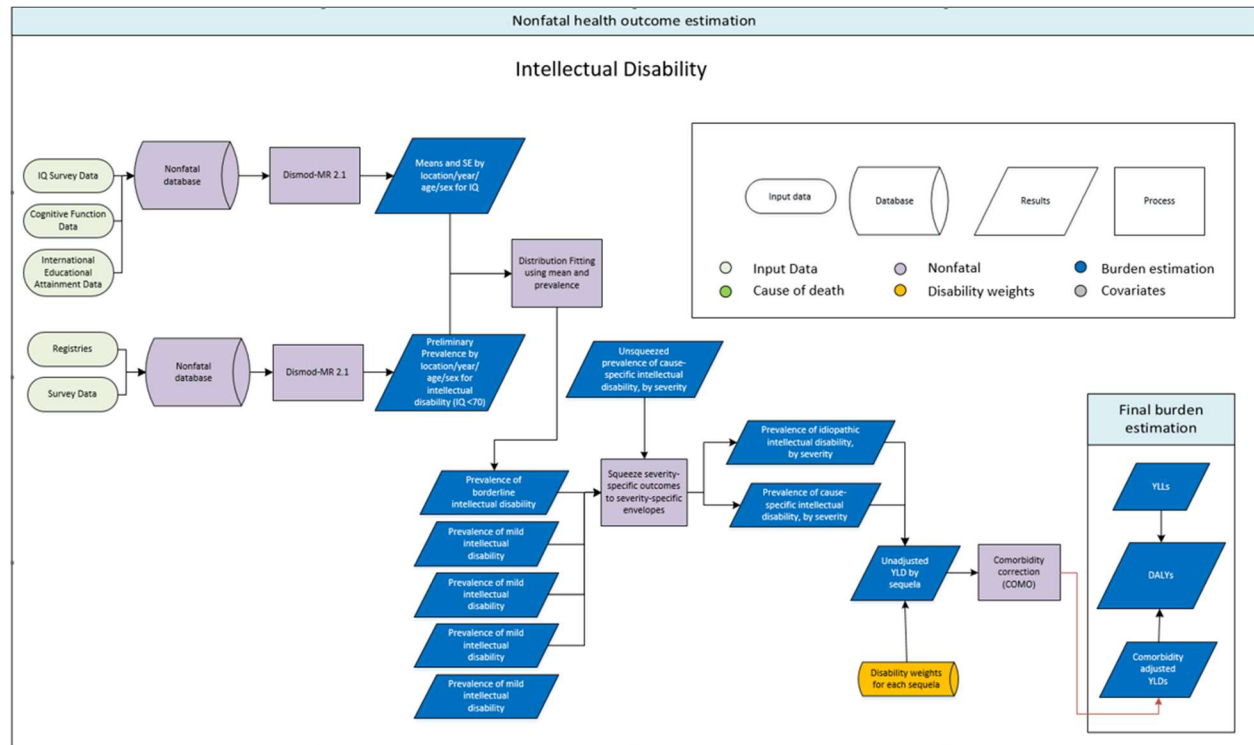 Nonfatal health outcome estimation
Intellectual Disability
IQ Survey Data
Cognitive Function
Data
International
Educational
Attainment Data
Nonfatal
database
Dismod-MR 2.1
Means and SE by
location/year/
age/sex for IQ
Distribution Fitting
using mean and
prevalence
Input data
Database
Results
Process
Input Data
Nonfatal
Burden estimation
Cause of death
Disability weights
Covariates
Registries
Survey Data
Nonfatal
database
Dismod-MR 2.1
Preliminary
Prevalence by
location/year/
age/sex for
intellectual
disability (IQ <70)
Unsqueezed
prevalence of cause-
specific intellectual
disability, by severity
Prevalence of
borderline
intellectual disability
Prevalence of mild
intellectual
disability
Prevalence of mild
intellectual
disability
Prevalence of mild
intellectual
disability
Prevalence of mild
intellectual
disability
Squeeze severity-
specific outcomes
to severity-specific
envelopes
Prevalence of idiopathic
intellectual disability,
by severity
Prevalence of cause-
specific intellectual
disability, by severity
Unadjusted
YLD by
sequela
Disability weights
for each sequela
Comorbidity
correction
(COMO)
Final burden
estimation
YLLs
DALYs
Comorbidity
adjusted
YLDs